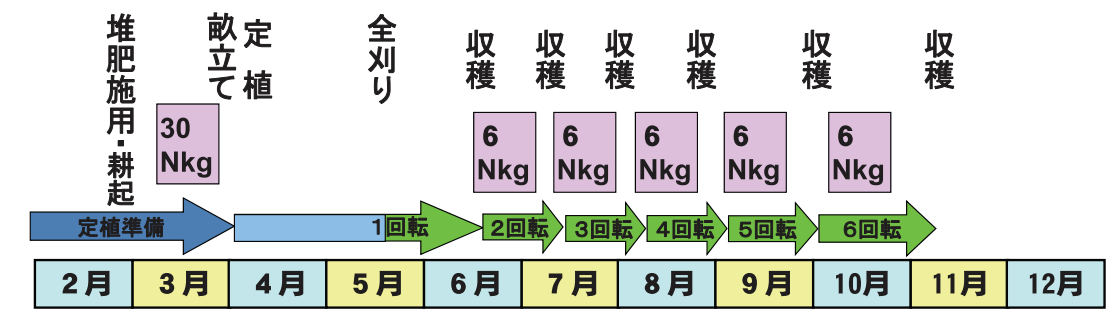 堆肥施用・耕起
畝立て
定植
全刈り
収穫
収穫
収穫
収穫
収穫
収穫
30
Nkg
6
Nkg
6
Nkg
6
Nkg
6
Nkg
6
Nkg
定植準備
1回転
2回転
3回転
4回転
5回転
6回転
2月
3月
4月
5月
6月
7月
8月
9月
10月
11月
12月